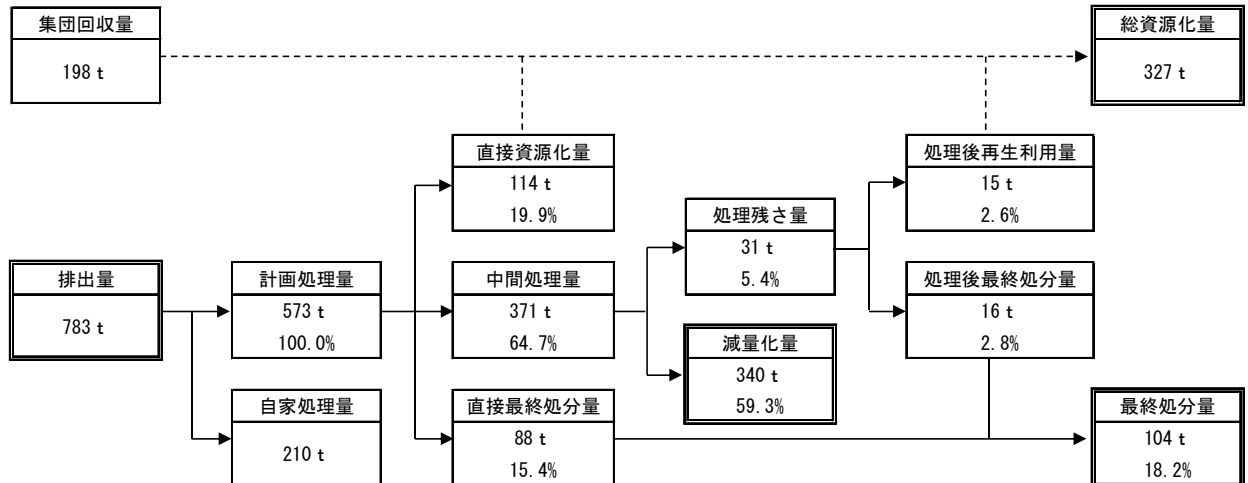 集団回収量
198 t
総資源化量
327 t
直接資源化量
114 t
19.9%
処理後再生利用量
15 t
2.6%
処理残さ量
31 t
5.4%
排出量
783 t
計画処理量
573 t
100.0%
中間処理量
371 t
64.7%
処理後最終処分量
16 t
2.8%
減量化量
340 t
59.3%
自家処理量
210 t
直接最終処分量
88 t
15.4%
最終処分量
104 t
18.2%